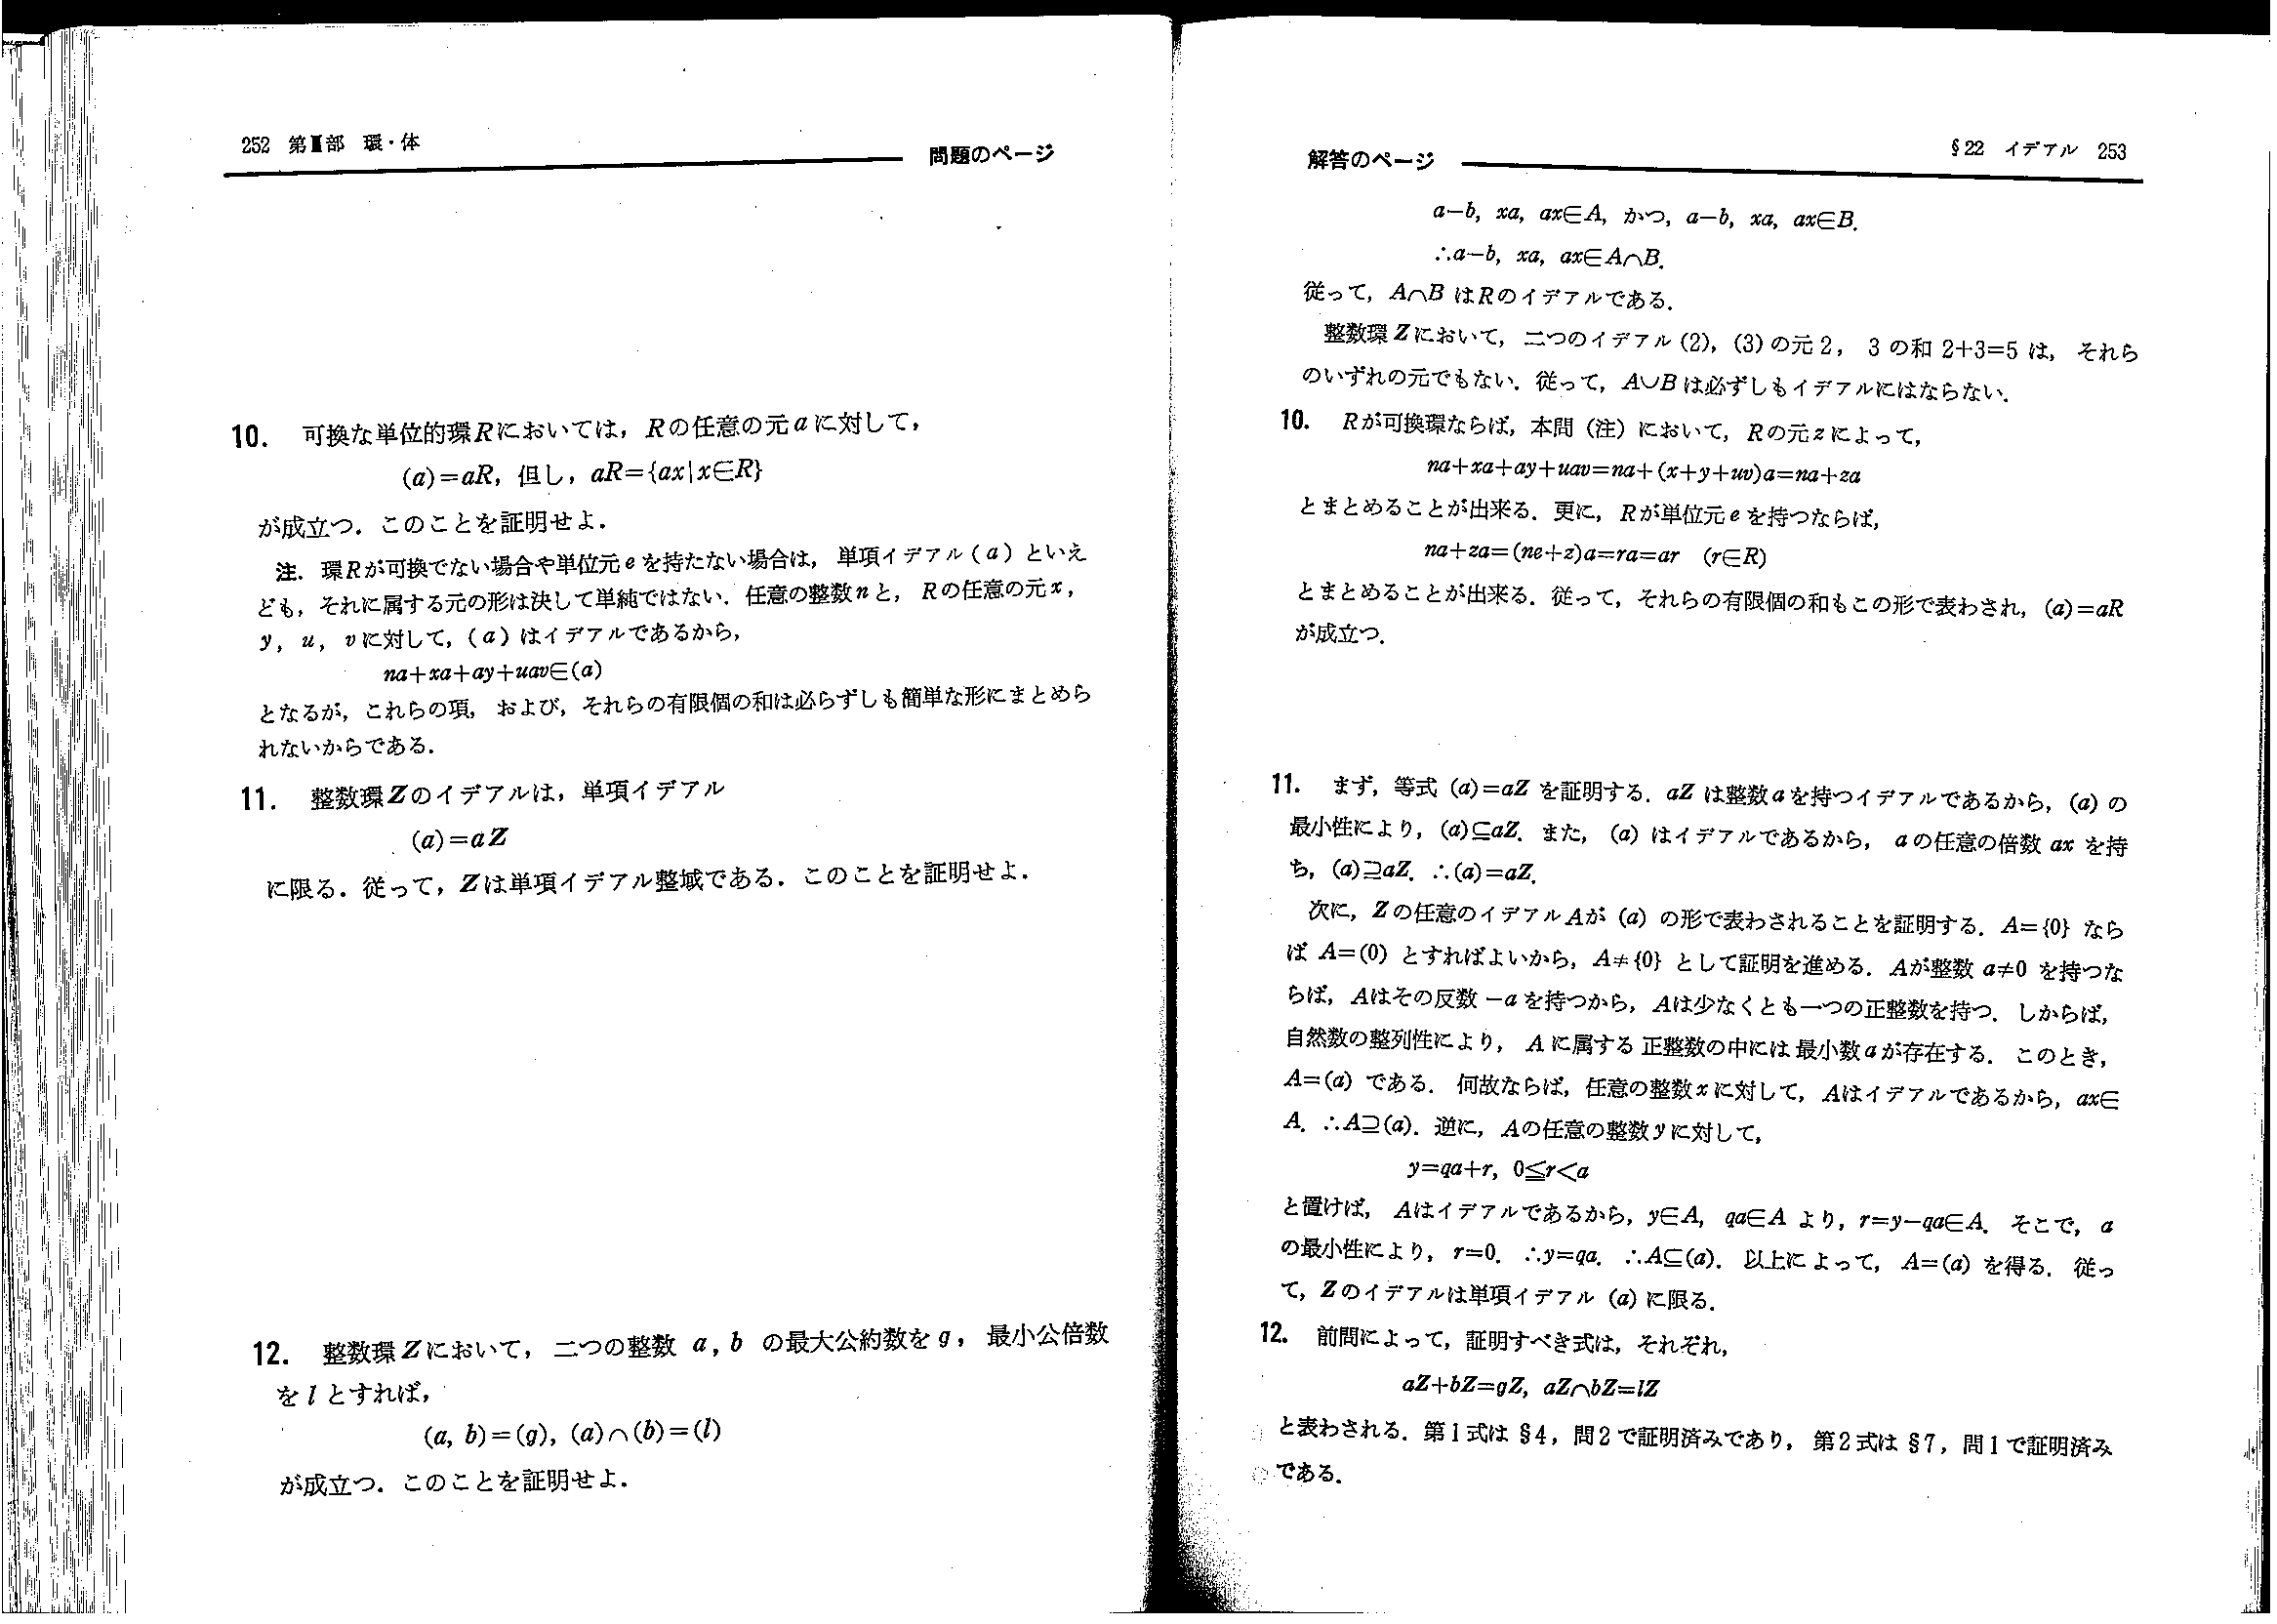 252 第Ⅲ部 環・体
問題のページ
10. 可換な単位的環Rにおいては，Rの任意の元aに対して，
(a)=aR，但し，aR={ax|x∈R}
が成立つ．このことを証明せよ．
注．環Rが可換でない場合や単位元eを持たない場合は，単項イデアル(a)といえ
ども，それに属する元の形は決して単純ではない．任意の整数nと，Rの任意の元x，
y，u，vに対して，(a)はイデアルであるから，
na+xa+ay+uav∈(a)
となるが，これらの項，および，それらの有限個の和は必らずしも簡単な形にまとめら
れないからである．
11. 整数環Zのイデアルは，単項イデアル
(a)=aZ
に限る．従って，Zは単項イデアル整域である．このことを証明せよ．
12. 整数環Zにおいて，二つの整数 a, b の最大公約数をg，最小公倍数
をlとすれば，
(a, b)=(g), (a)∩(b)=(l)
が成立つ．このことを証明せよ．
解答のページ
§22 イデアル 253
a−b, xa, ax∈A, かつ, a−b, xa, ax∈B.
∴a−b, xa, ax∈A∩B.
従って，A∩B はRのイデアルである．
整数環Zにおいて，二つのイデアル(2), (3)の元2，3の和 2+3=5 は，それら
のいずれの元でもない．従って，A∪B は必ずしもイデアルにはならない．
10. Rが可換環ならば，本問（注）において，Rの元zによって，
na+xa+ay+uav=na+(x+y+uv)a=na+za
とまとめることが出来る．更に，Rが単位元eを持つならば，
na+za=(ne+z)a=ra=ar (r∈R)
とまとめることが出来る．従って，それらの有限個の和もこの形で表わされ，(a)=aR
が成立つ．
11. まず，等式 (a)=aZ を証明する．aZ は整数aを持つイデアルであるから，(a) の
最小性により，(a)⊆aZ. また，(a) はイデアルであるから，aの任意の倍数 ax を持
ち，(a)⊇aZ. ∴(a)=aZ.
次に，Zの任意のイデアルAが (a) の形で表わされることを証明する．A={0} なら
ば A=(0) とすればよいから，A≠{0} として証明を進める．Aが整数 a≠0 を持つな
らば，Aはその反数 −a を持つから，Aは少なくとも一つの正整数を持つ．しからば，
自然数の整列性により，Aに属する正整数の中には最小数aが存在する．このとき，
A=(a) である．何故ならば，任意の整数xに対して，Aはイデアルであるから，ax∈
A. ∴A⊇(a). 逆に，Aの任意の整数yに対して，
y=qa+r, 0≦r<a
と置けば，Aはイデアルであるから，y∈A, qa∈A より，r=y−qa∈A. そこで，a
の最小性により，r=0. ∴y=qa. ∴A⊆(a). 以上によって，A=(a) を得る．従っ
て，Zのイデアルは単項イデアル (a) に限る．
12. 前問によって，証明すべき式は，それぞれ，
aZ+bZ=gZ, aZ∩bZ=lZ
と表わされる．第1式は §4，問2で証明済みであり，第2式は §7，問1で証明済み
である．